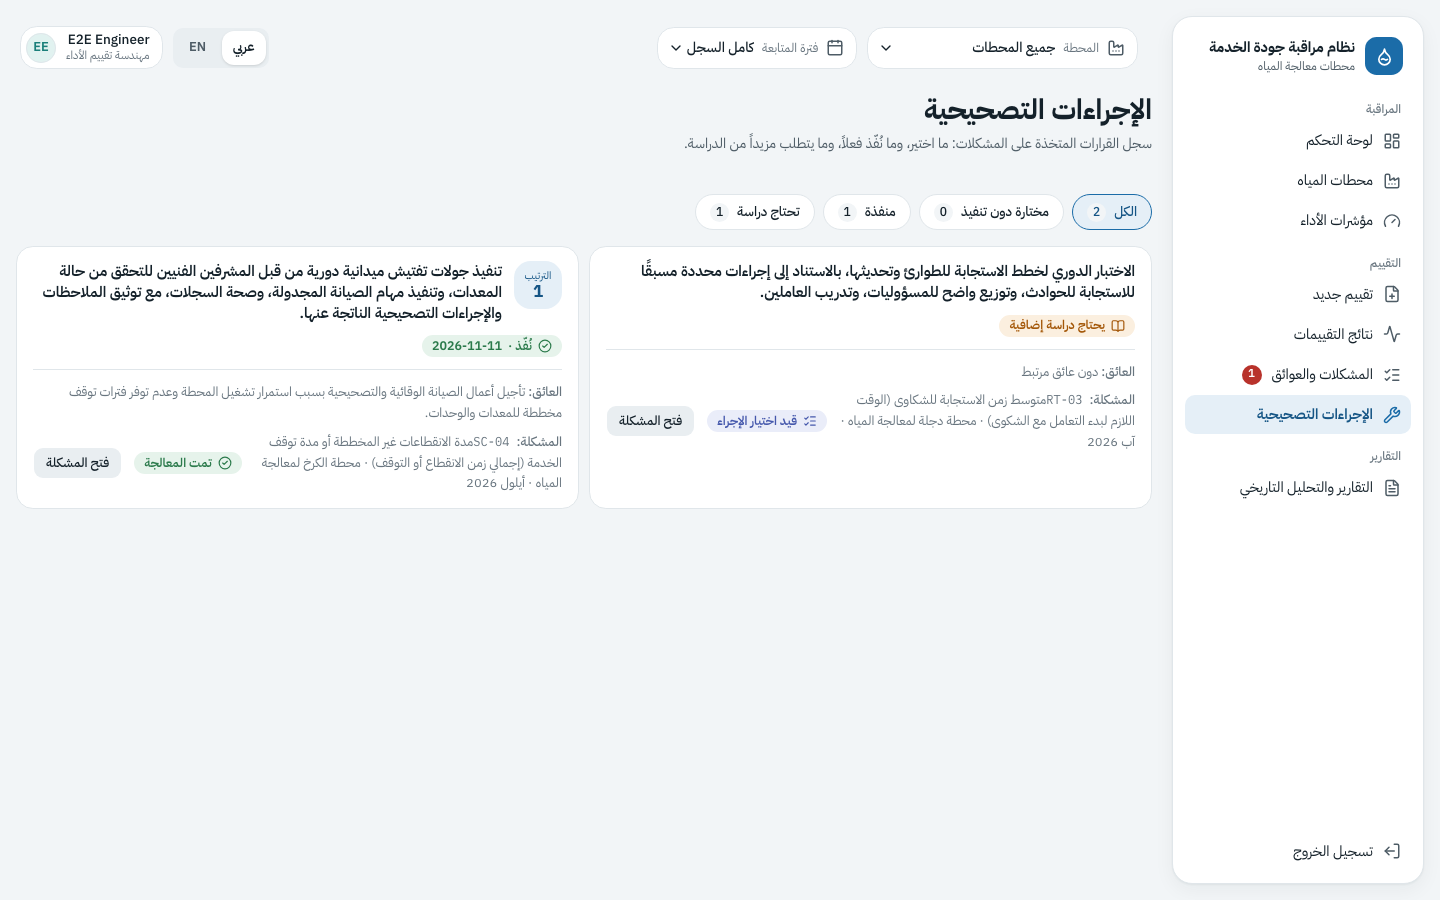 نظام مراقبة جودة الخدمة
محطات معالجة المياه
المراقبة
لوحة التحكم
محطات المياه
مؤشرات الأداء
التقييم
تقييم جديد
نتائج التقييمات
المشكلات والعوائق 1
الإجراءات التصحيحية
التقارير
التقارير والتحليل التاريخي
تسجيل الخروج
المحطة جميع المحطات
فترة المتابعة كامل السجل
عربي EN
E2E Engineer
مهندسة تقييم الأداء
EE
الإجراءات التصحيحية
سجل القرارات المتخذة على المشكلات: ما اختير، وما نُفّذ فعلاً، وما يتطلب مزيداً من الدراسة.
الكل 2
مختارة دون تنفيذ 0
منفذة 1
تحتاج دراسة 1
الاختبار الدوري لخطط الاستجابة للطوارئ وتحديثها، بالاستناد إلى إجراءات محددة مسبقًا
للاستجابة للحوادث، وتوزيع واضح للمسؤوليات، وتدريب العاملين.
يحتاج دراسة إضافية
العائق: دون عائق مرتبط
المشكلة: RT-03متوسط زمن الاستجابة للشكاوى (الوقت
اللازم لبدء التعامل مع الشكوى) · محطة دجلة لمعالجة المياه ·
آب 2026
قيد اختيار الإجراء
فتح المشكلة
الترتيب
1
تنفيذ جولات تفتيش ميدانية دورية من قبل المشرفين الفنيين للتحقق من حالة
المعدات، وتنفيذ مهام الصيانة المجدولة، وصحة السجلات، مع توثيق الملاحظات
والإجراءات التصحيحية الناتجة عنها.
نُفّذ · 2026-11-11
العائق: تأجيل أعمال الصيانة الوقائية والتصحيحية بسبب استمرار تشغيل المحطة وعدم توفر فترات توقف
مخططة للمعدات والوحدات.
المشكلة: SC-04مدة الانقطاعات غير المخططة أو مدة توقف
الخدمة (إجمالي زمن الانقطاع أو التوقف) · محطة الكرخ لمعالجة
المياه · أيلول 2026
تمت المعالجة
فتح المشكلة